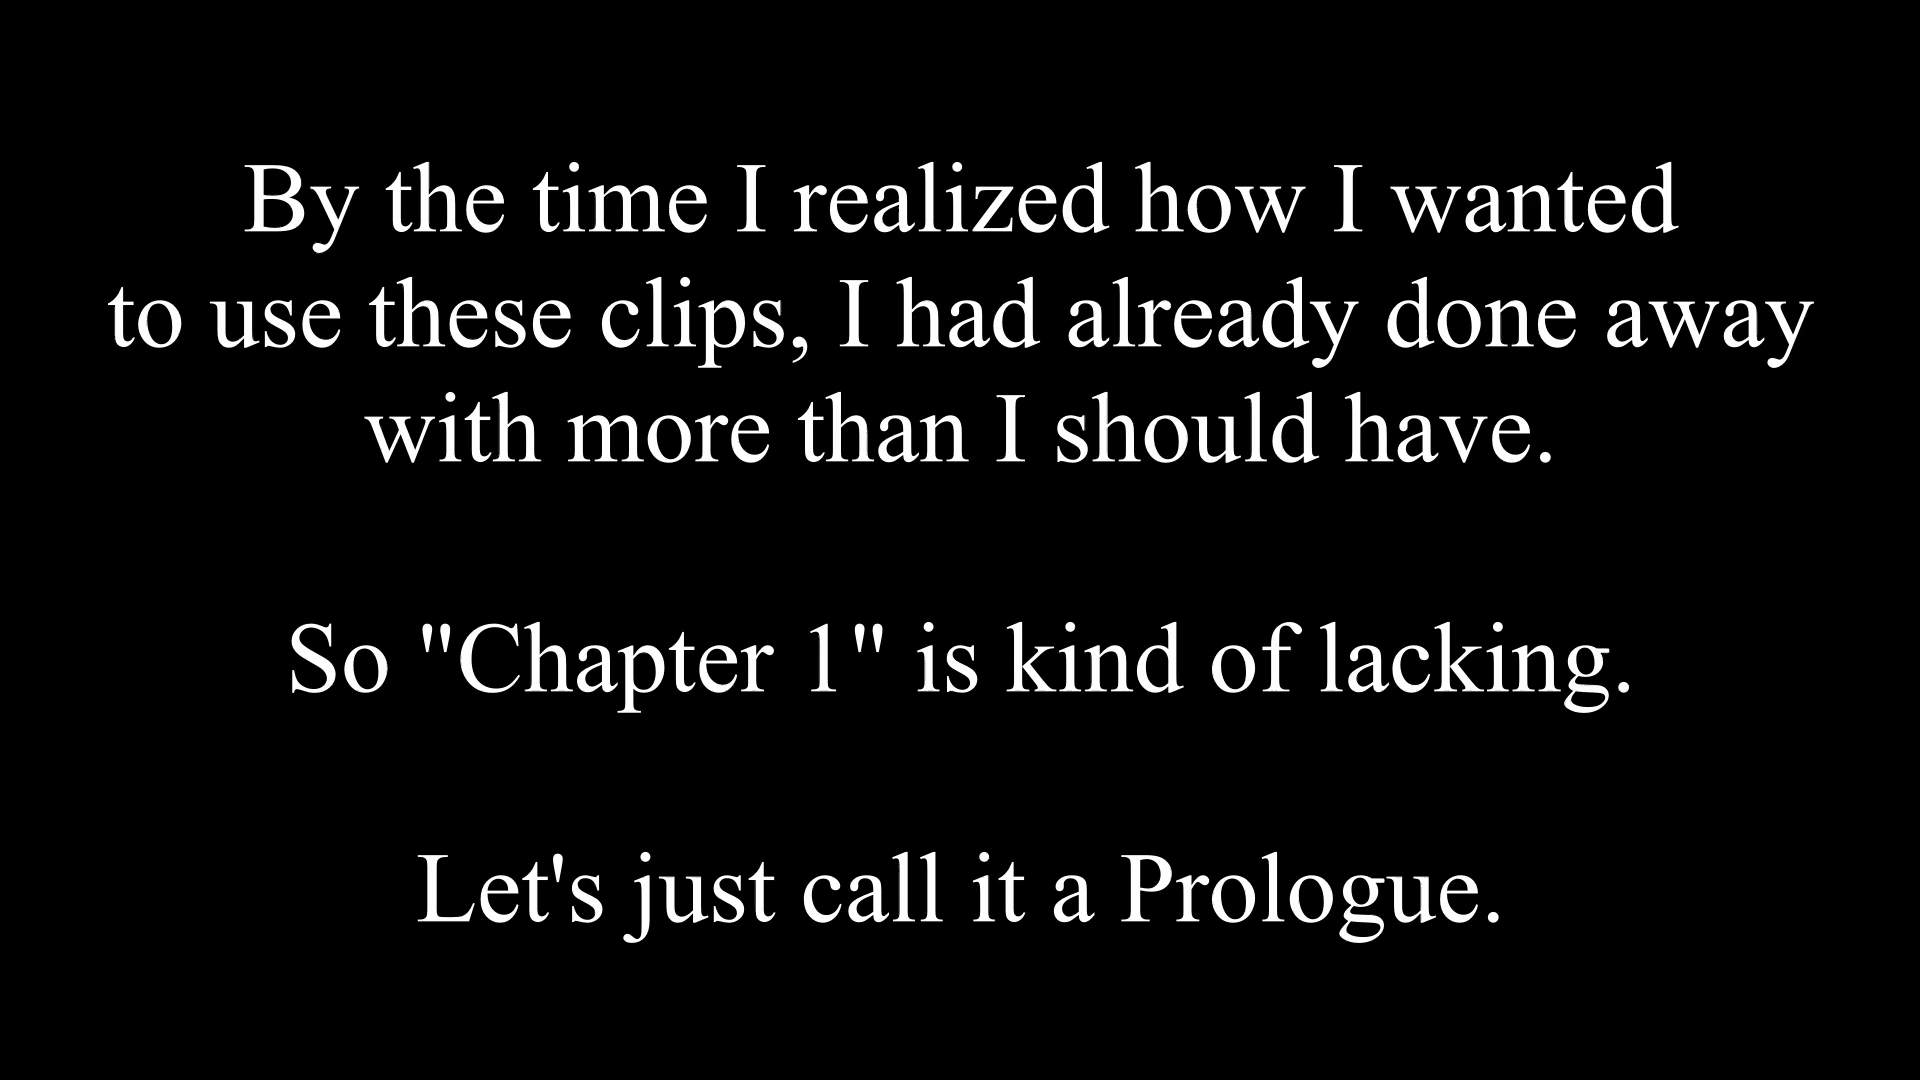 By the time I realized how I wanted
to use these clips, I had already done away
with more than I should have.
So "Chapter 1" is kind of lacking.
Let's just call it a Prologue.